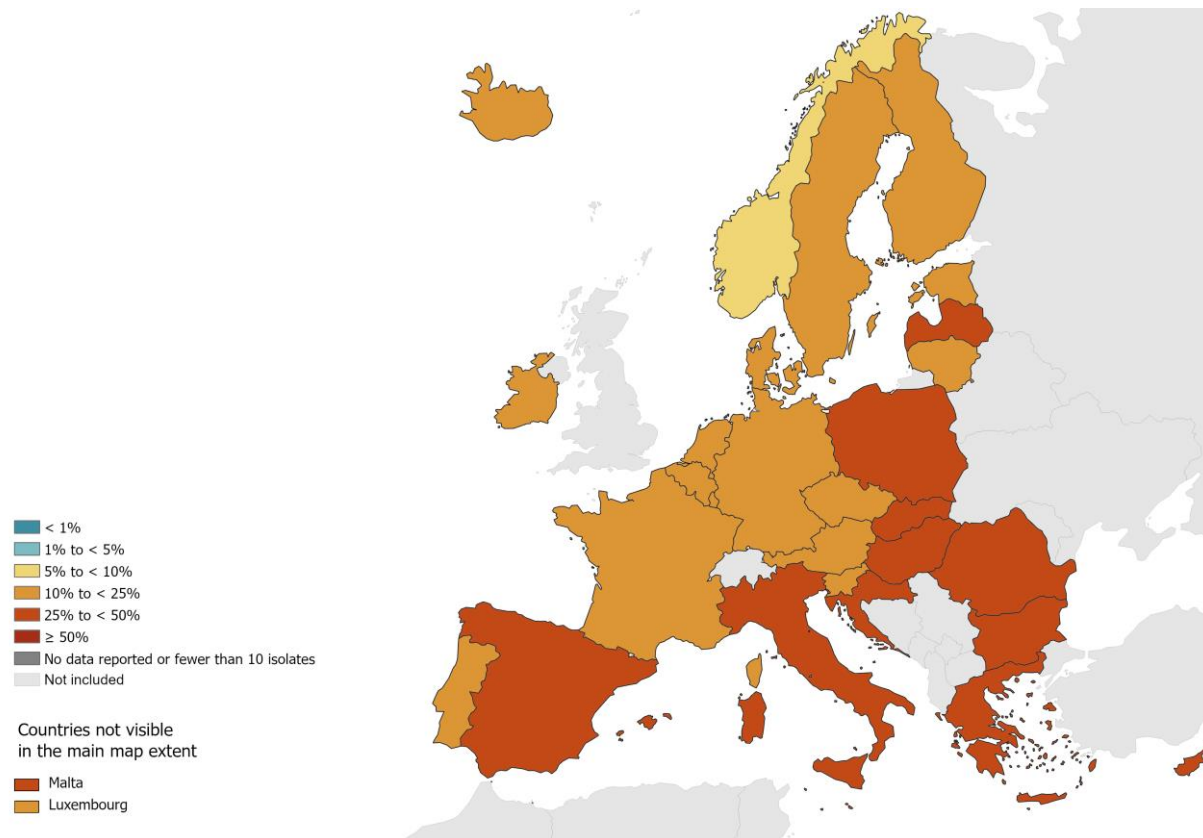 < 1%
1% to < 5%
5% to < 10%
10% to < 25%
25% to < 50%
≥ 50%
No data reported or fewer than 10 isolates
Not included
Countries not visible
in the main map extent
Malta
Luxembourg